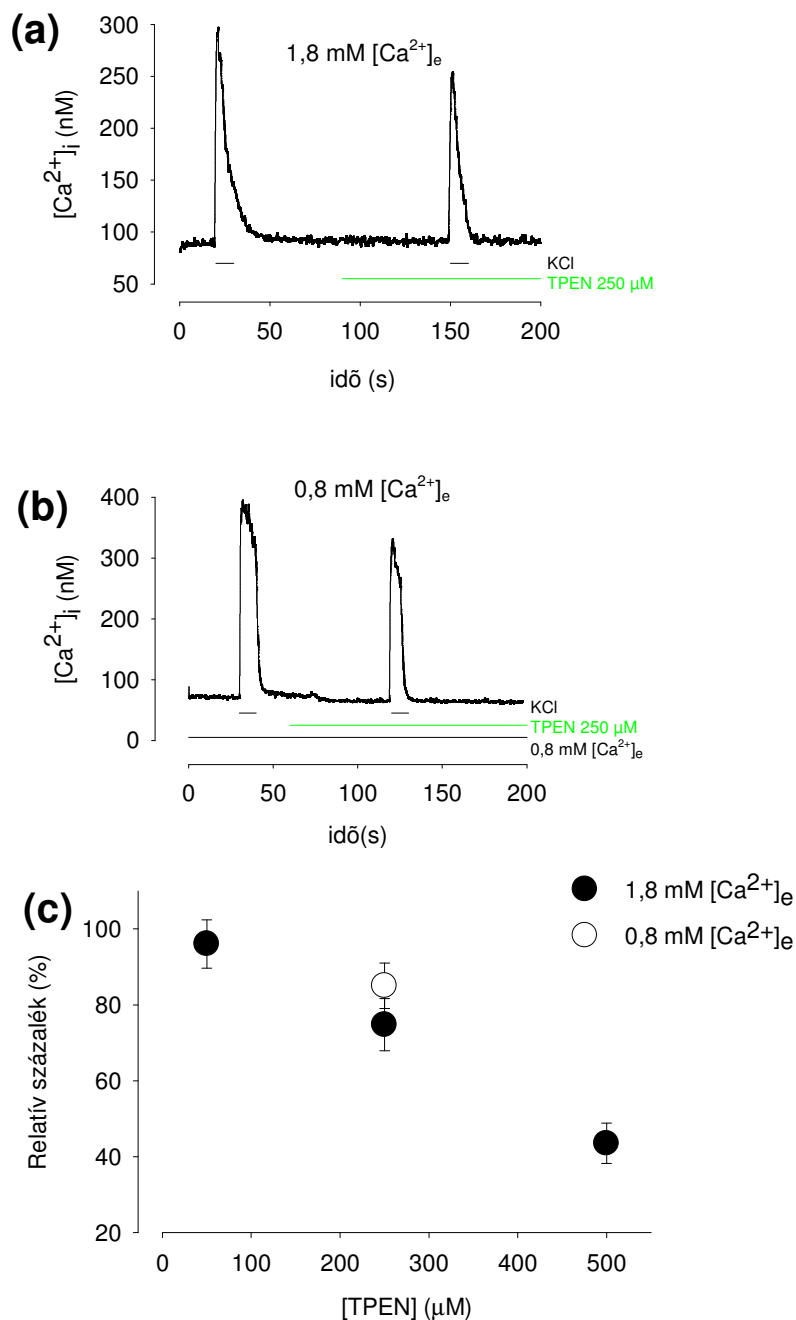 (a)
1,8 mM [Ca2+]e
[Ca2+]i (nM)
300
250
200
150
100
50
KCl
TPEN 250 µM
0 50 100 150 200
idõ (s)
(b)
0,8 mM [Ca2+]e
[Ca2+]i (nM)
400
300
200
100
0
KCl
TPEN 250 µM
0,8 mM [Ca2+]e
0 50 100 150 200
idõ(s)
(c)
1,8 mM [Ca2+]e
0,8 mM [Ca2+]e
Relatív százalék (%)
100
80
60
40
20
0 100 200 300 400 500
[TPEN] (µM)